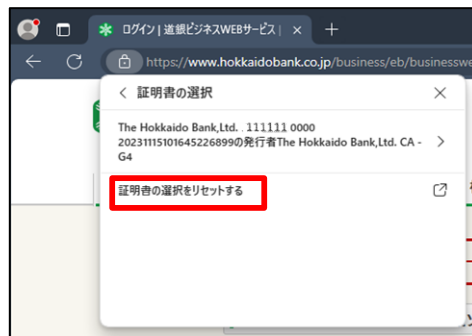 ログイン | 道銀ビジネスWEBサービス |
https://www.hokkaidobank.co.jp/business/eb/businesswe
証明書の選択
The Hokkaido Bank,Ltd. . 111111 0000
20231115101645226899の発行者The Hokkaido Bank,Ltd. CA -
G4
証明書の選択をリセットする